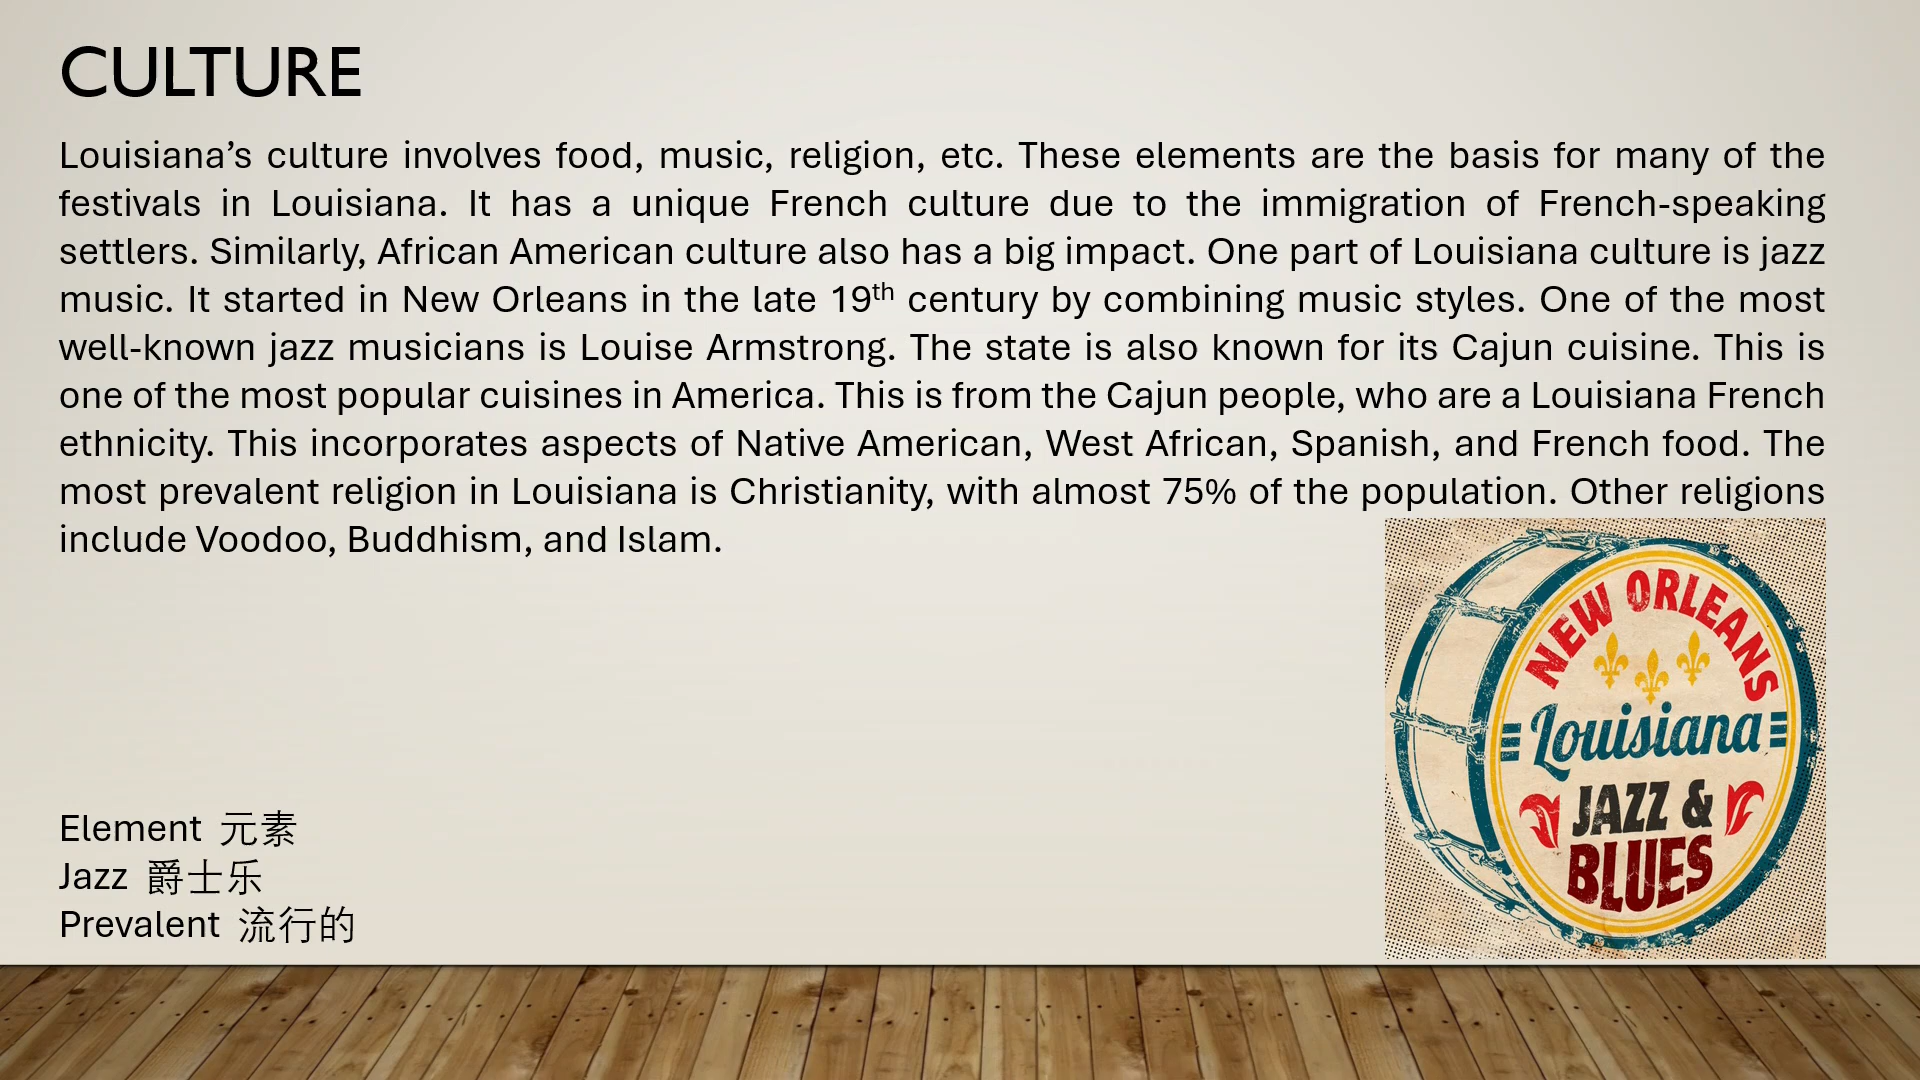 CULTURE
Louisiana’s culture involves food, music, religion, etc. These elements are the basis for many of the
festivals in Louisiana. It has a unique French culture due to the immigration of French-speaking
settlers. Similarly, African American culture also has a big impact. One part of Louisiana culture is jazz
music. It started in New Orleans in the late 19th century by combining music styles. One of the most
well-known jazz musicians is Louise Armstrong. The state is also known for its Cajun cuisine. This is
one of the most popular cuisines in America. This is from the Cajun people, who are a Louisiana French
ethnicity. This incorporates aspects of Native American, West African, Spanish, and French food. The
most prevalent religion in Louisiana is Christianity, with almost 75% of the population. Other religions
include Voodoo, Buddhism, and Islam.
NEW ORLEANS
Louisiana
JAZZ &
BLUES
Element 元素
Jazz 爵士乐
Prevalent 流行的